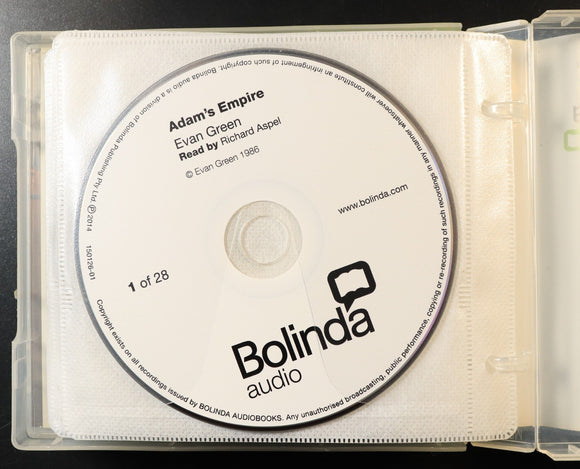 Adam's Empire
Evan Green
Read by Richard Aspel
© Evan Green 1986
www.bolinda.com
1 of 28
Bolinda
audio
Copyright exists on all recordings issued by BOLINDA AUDIOBOOKS. Any unauthorised broadcasting, public performance, copying or re-recording of such recordings in any manner whatsoever will constitute an infringement of such copyright. Bolinda audio is a division of Bolinda Publishing Pty Ltd ℗ 2014
150126-01